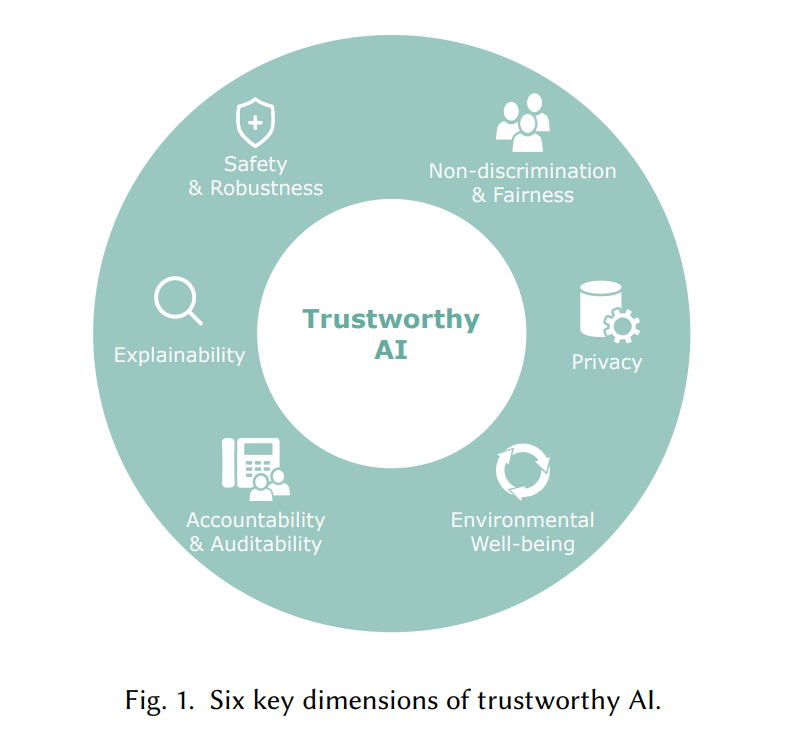 Safety
& Robustness
Non-discrimination
& Fairness
Trustworthy
AI
Explainability
Privacy
Accountability
& Auditability
Environmental
Well-being
Fig. 1. Six key dimensions of trustworthy AI.